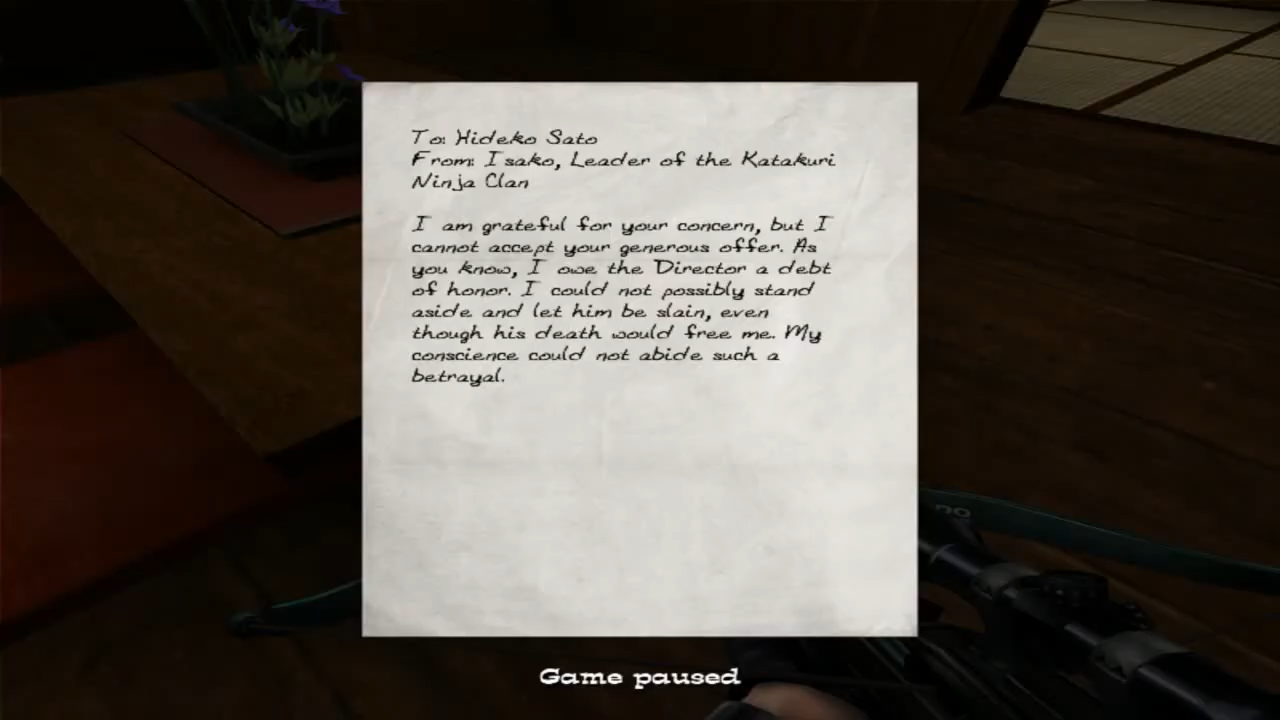 To: Hideko Sato
From: Isako, Leader of the Katakuri
Ninja Clan
I am grateful for your concern, but I
cannot accept your generous offer. As
you know, I owe the Director a debt
of honor. I could not possibly stand
aside and let him be slain, even
though his death would free me. My
conscience could not abide such a
betrayal.
no
Game paused